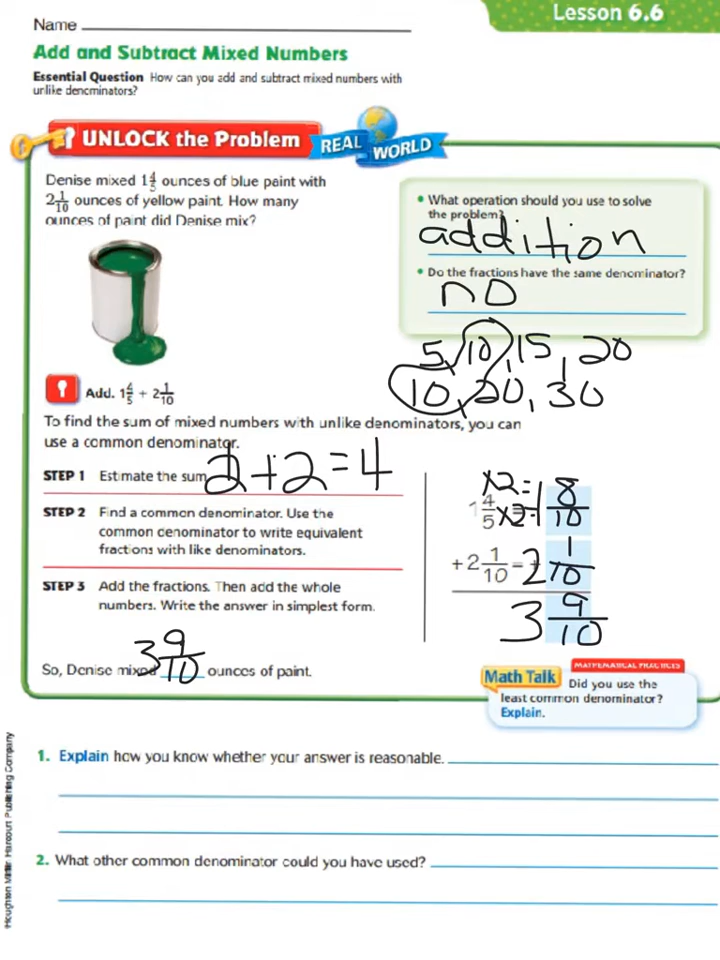 Lesson 6.6
Name
Add and Subtract Mixed Numbers
Essential Question How can you add and subtract mixed numbers with
unlike denominators?
UNLOCK the Problem REAL WORLD
Denise mixed 1 4/5 ounces of blue paint with
2 1/10 ounces of yellow paint. How many
ounces of paint did Denise mix?
• What operation should you use to solve
the problem?
addition
• Do the fractions have the same denominator?
no
5, 10, 15, 20
10, 20, 30
Add. 1 4/5 + 2 1/10
To find the sum of mixed numbers with unlike denominators, you can
use a common denominator.
STEP 1 Estimate the sum 2+2=4
STEP 2 Find a common denominator. Use the
common denominator to write equivalent
fractions with like denominators.
STEP 3 Add the fractions. Then add the whole
numbers. Write the answer in simplest form.
1 4/5 ×2 = ×2 = 1 8/10
+ 2 1/10 = 2 1/10
3 9/10
So, Denise mixed 3 9/10 ounces of paint.
Math Talk
MATHEMATICAL PRACTICES
Did you use the
least common denominator?
Explain.
1. Explain how you know whether your answer is reasonable.
2. What other common denominator could you have used?
Houghton Mifflin Harcourt Publishing Company